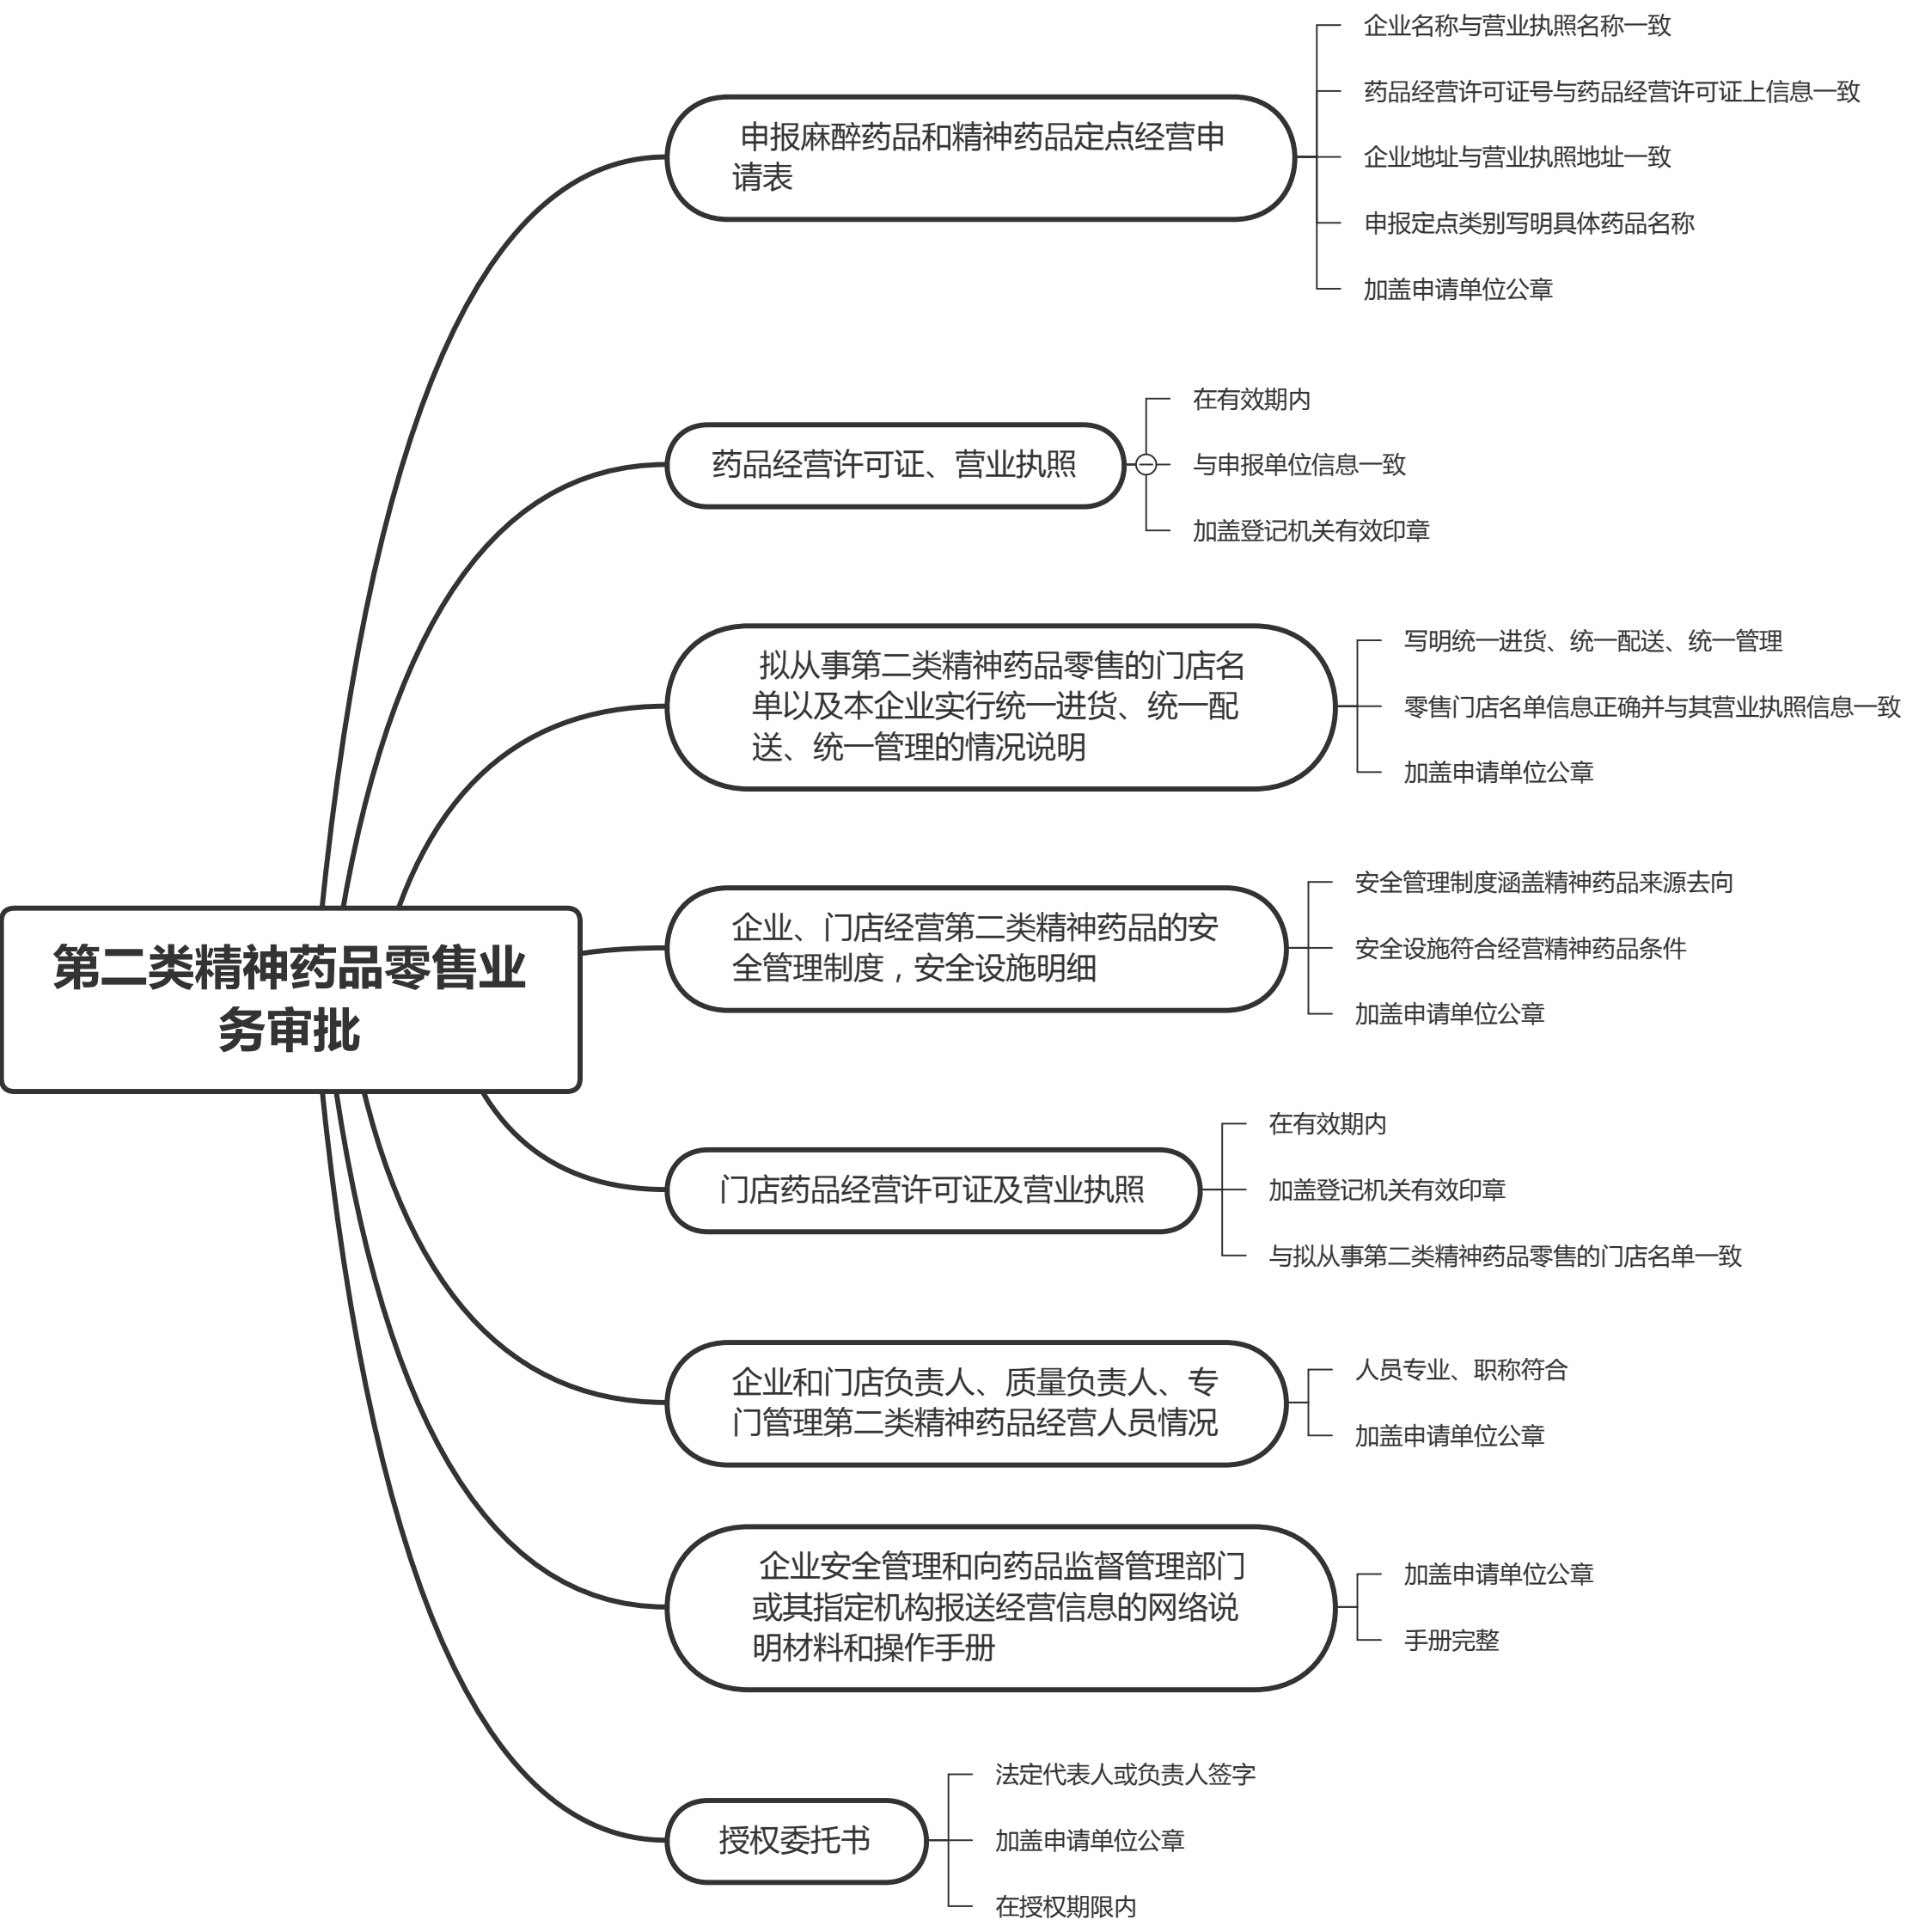 第二类精神药品零售业
务审批
申报麻醉药品和精神药品定点经营申
请表
企业名称与营业执照名称一致
药品经营许可证号与药品经营许可证上信息一致
企业地址与营业执照地址一致
申报定点类别写明具体药品名称
加盖申请单位公章
药品经营许可证、营业执照
在有效期内
与申报单位信息一致
加盖登记机关有效印章
拟从事第二类精神药品零售的门店名
单以及本企业实行统一进货、统一配
送、统一管理的情况说明
写明统一进货、统一配送、统一管理
零售门店名单信息正确并与其营业执照信息一致
加盖申请单位公章
企业、门店经营第二类精神药品的安
全管理制度，安全设施明细
安全管理制度涵盖精神药品来源去向
安全设施符合经营精神药品条件
加盖申请单位公章
门店药品经营许可证及营业执照
在有效期内
加盖登记机关有效印章
与拟从事第二类精神药品零售的门店名单一致
企业和门店负责人、质量负责人、专
门管理第二类精神药品经营人员情况
人员专业、职称符合
加盖申请单位公章
企业安全管理和向药品监督管理部门
或其指定机构报送经营信息的网络说
明材料和操作手册
加盖申请单位公章
手册完整
授权委托书
法定代表人或负责人签字
加盖申请单位公章
在授权期限内